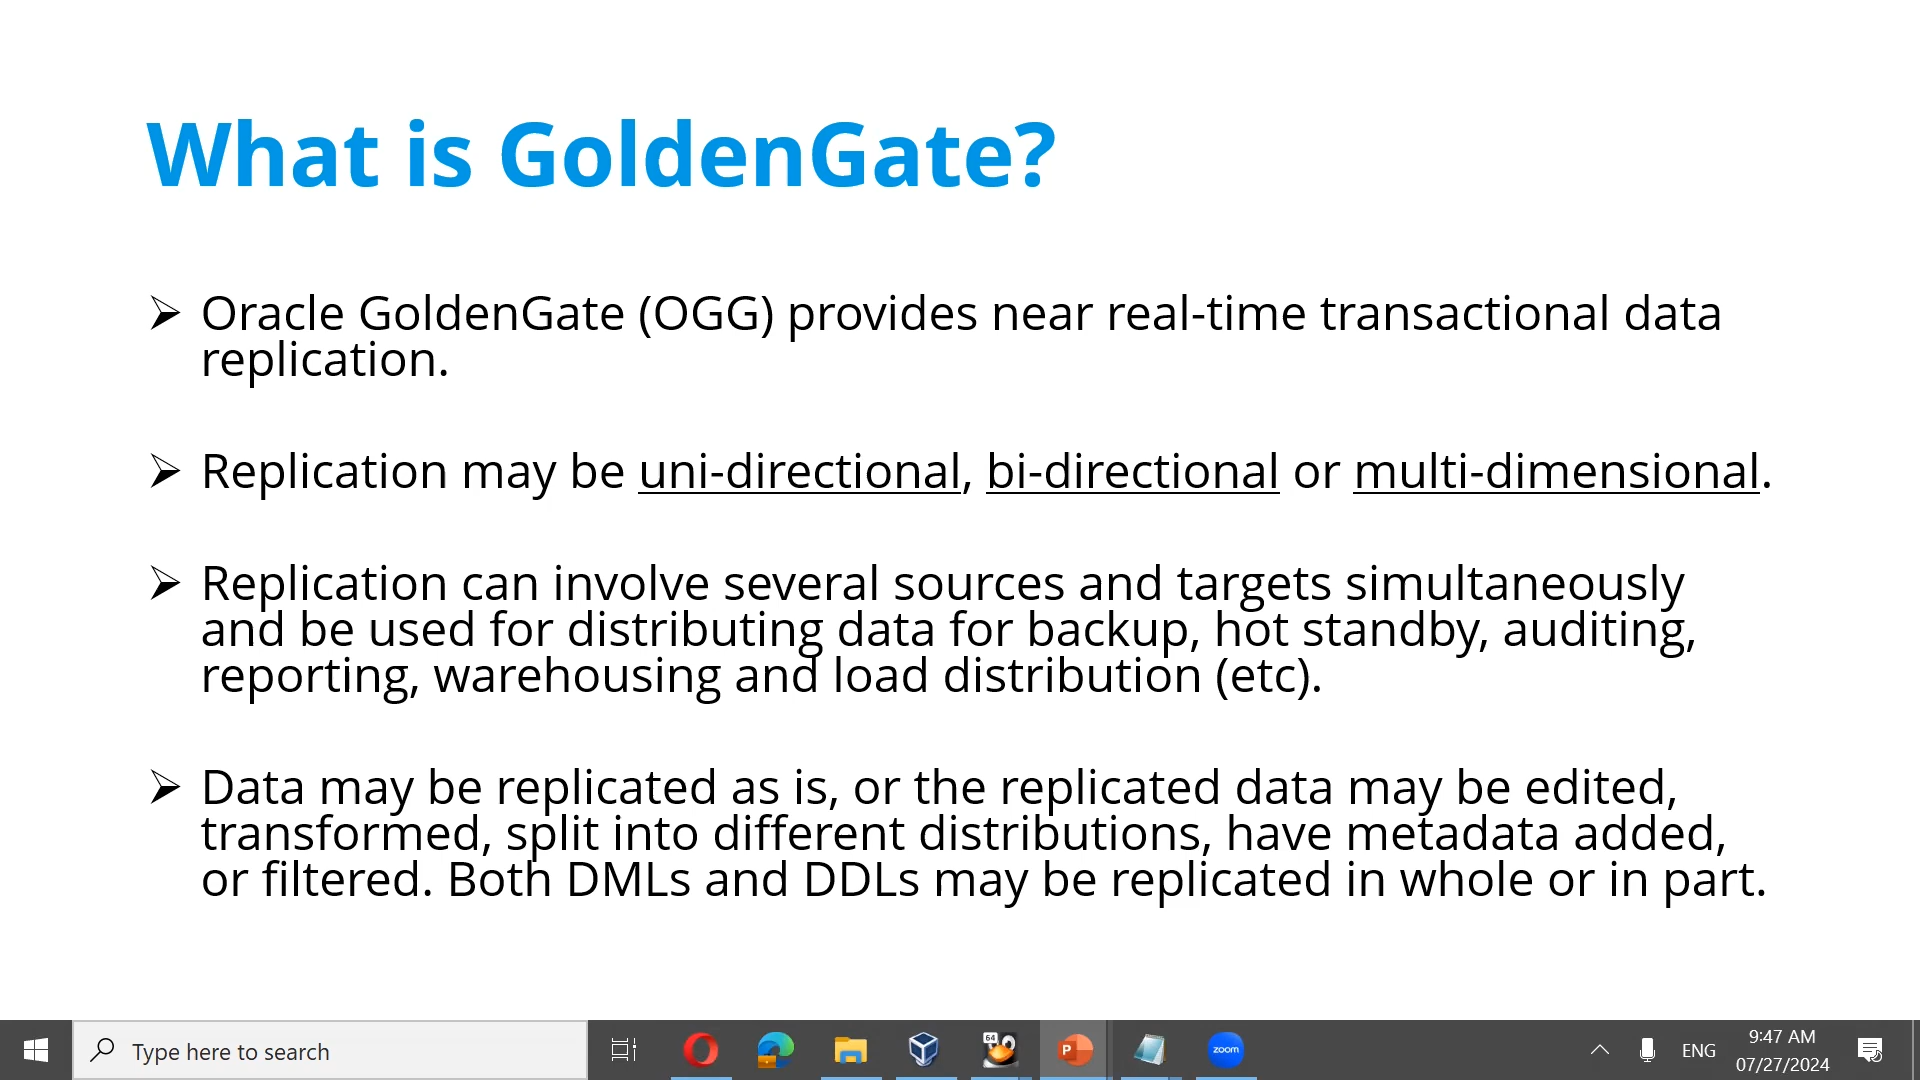 What is GoldenGate?
Oracle GoldenGate (OGG) provides near real-time transactional data
replication.
Replication may be uni-directional, bi-directional or multi-dimensional.
Replication can involve several sources and targets simultaneously
and be used for distributing data for backup, hot standby, auditing,
reporting, warehousing and load distribution (etc).
Data may be replicated as is, or the replicated data may be edited,
transformed, split into different distributions, have metadata added,
or filtered. Both DMLs and DDLs may be replicated in whole or in part.
Type here to search
64
P
zoom
ENG
9:47 AM
07/27/2024